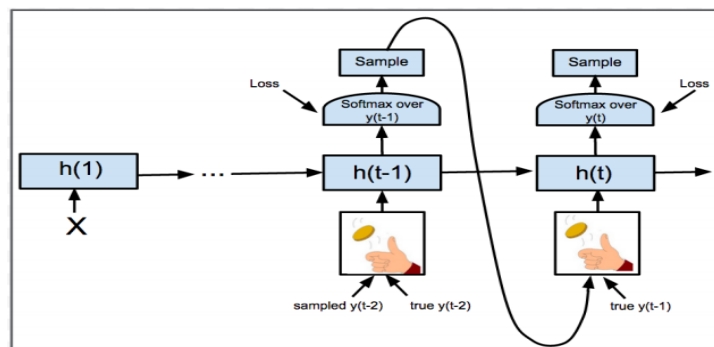 Sample
Sample
Loss
Loss
Softmax over
y(t-1)
Softmax over
y(t)
h(1)
...
h(t-1)
h(t)
X
sampled y(t-2)
true y(t-2)
true y(t-1)